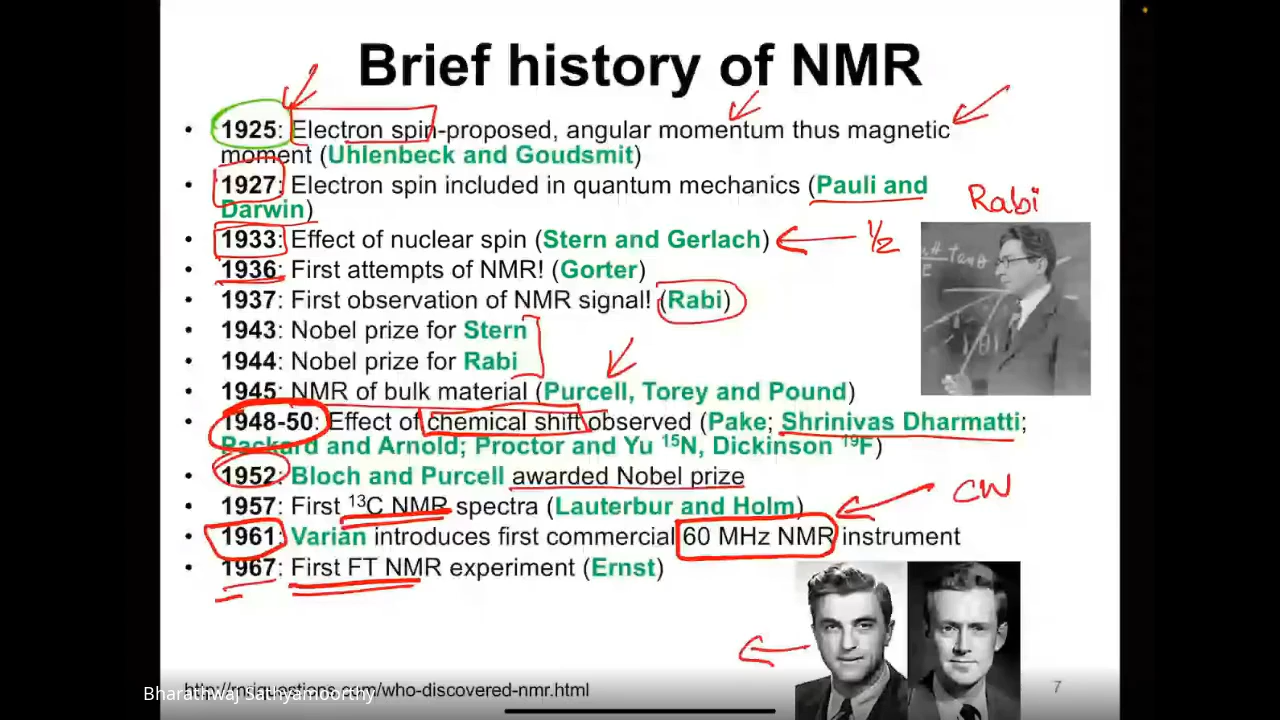 Brief history of NMR
• 1925: Electron spin-proposed, angular momentum thus magnetic
moment (Uhlenbeck and Goudsmit)
• 1927: Electron spin included in quantum mechanics (Pauli and
Darwin)
Rabi
• 1933: Effect of nuclear spin (Stern and Gerlach) 1/2
• 1936: First attempts of NMR! (Gorter)
• 1937: First observation of NMR signal! (Rabi)
• 1943: Nobel prize for Stern
• 1944: Nobel prize for Rabi
• 1945: NMR of bulk material (Purcell, Torey and Pound)
• 1948-50: Effect of chemical shift observed (Pake; Shrinivas Dharmatti;
Packard and Arnold; Proctor and Yu ¹⁵N, Dickinson ¹⁹F)
• 1952: Bloch and Purcell awarded Nobel prize
CW
• 1957: First ¹³C NMR spectra (Lauterbur and Holm)
• 1961: Varian introduces first commercial 60 MHz NMR instrument
• 1967: First FT NMR experiment (Ernst)
/who-discovered-nmr.html
Bharathwaj Sathyamoorthy
7